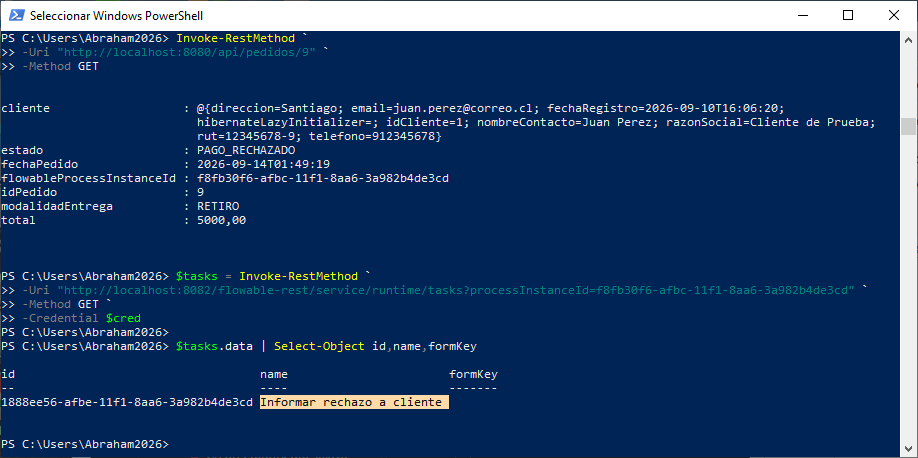 Seleccionar Windows PowerShell
PS C:\Users\Abraham2026> Invoke-RestMethod `
>> -Uri "http://localhost:8080/api/pedidos/9" `
>> -Method GET
cliente : @{direccion=Santiago; email=juan.perez@correo.cl; fechaRegistro=2026-09-10T16:06:20;
hibernateLazyInitializer=; idCliente=1; nombreContacto=Juan Perez; razonSocial=Cliente de Prueba;
rut=12345678-9; telefono=912345678}
estado : PAGO_RECHAZADO
fechaPedido : 2026-09-14T01:49:19
flowableProcessInstanceId : f8fb30f6-afbc-11f1-8aa6-3a982b4de3cd
idPedido : 9
modalidadEntrega : RETIRO
total : 5000,00
PS C:\Users\Abraham2026> $tasks = Invoke-RestMethod `
>> -Uri "http://localhost:8082/flowable-rest/service/runtime/tasks?processInstanceId=f8fb30f6-afbc-11f1-8aa6-3a982b4de3cd" `
>> -Method GET `
>> -Credential $cred
PS C:\Users\Abraham2026>
PS C:\Users\Abraham2026> $tasks.data | Select-Object id,name,formKey
id name formKey
-- ---- -------
1888ee56-afbe-11f1-8aa6-3a982b4de3cd Informar rechazo a cliente
PS C:\Users\Abraham2026>